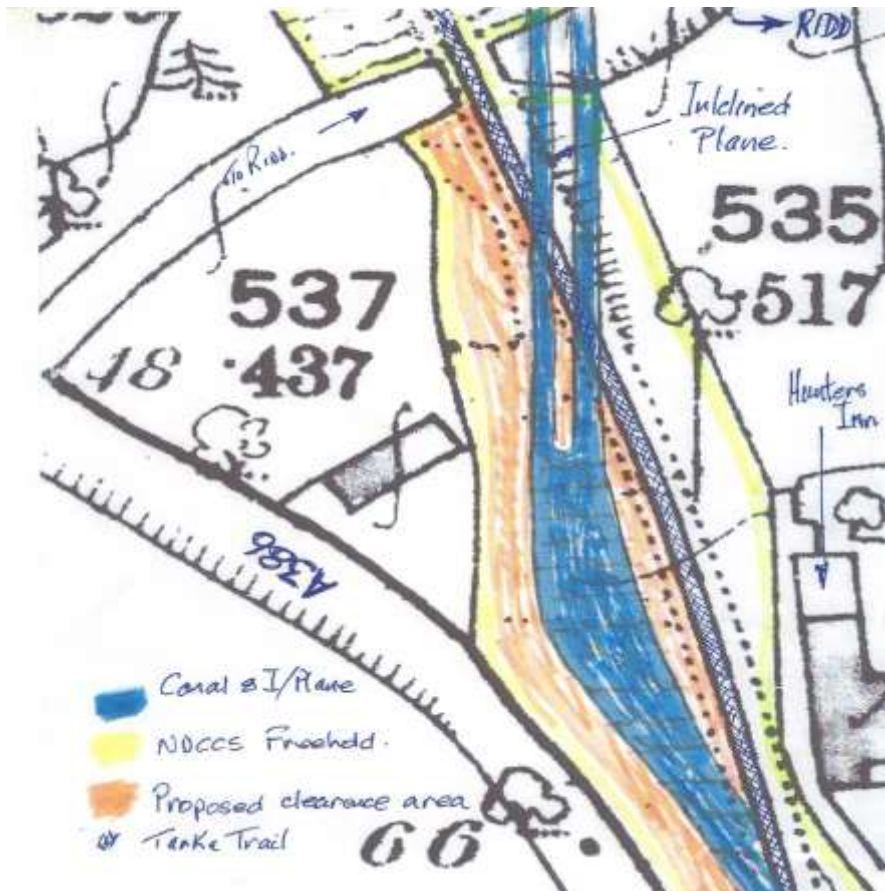 RIDD
Inlclined
Plane.
To Ridd.
535
.517
537
.437
18
Hunters
Inn
A386
Canal & I/Plane
NDCCS Freehold.
Proposed clearance area
Tarka Trail
66